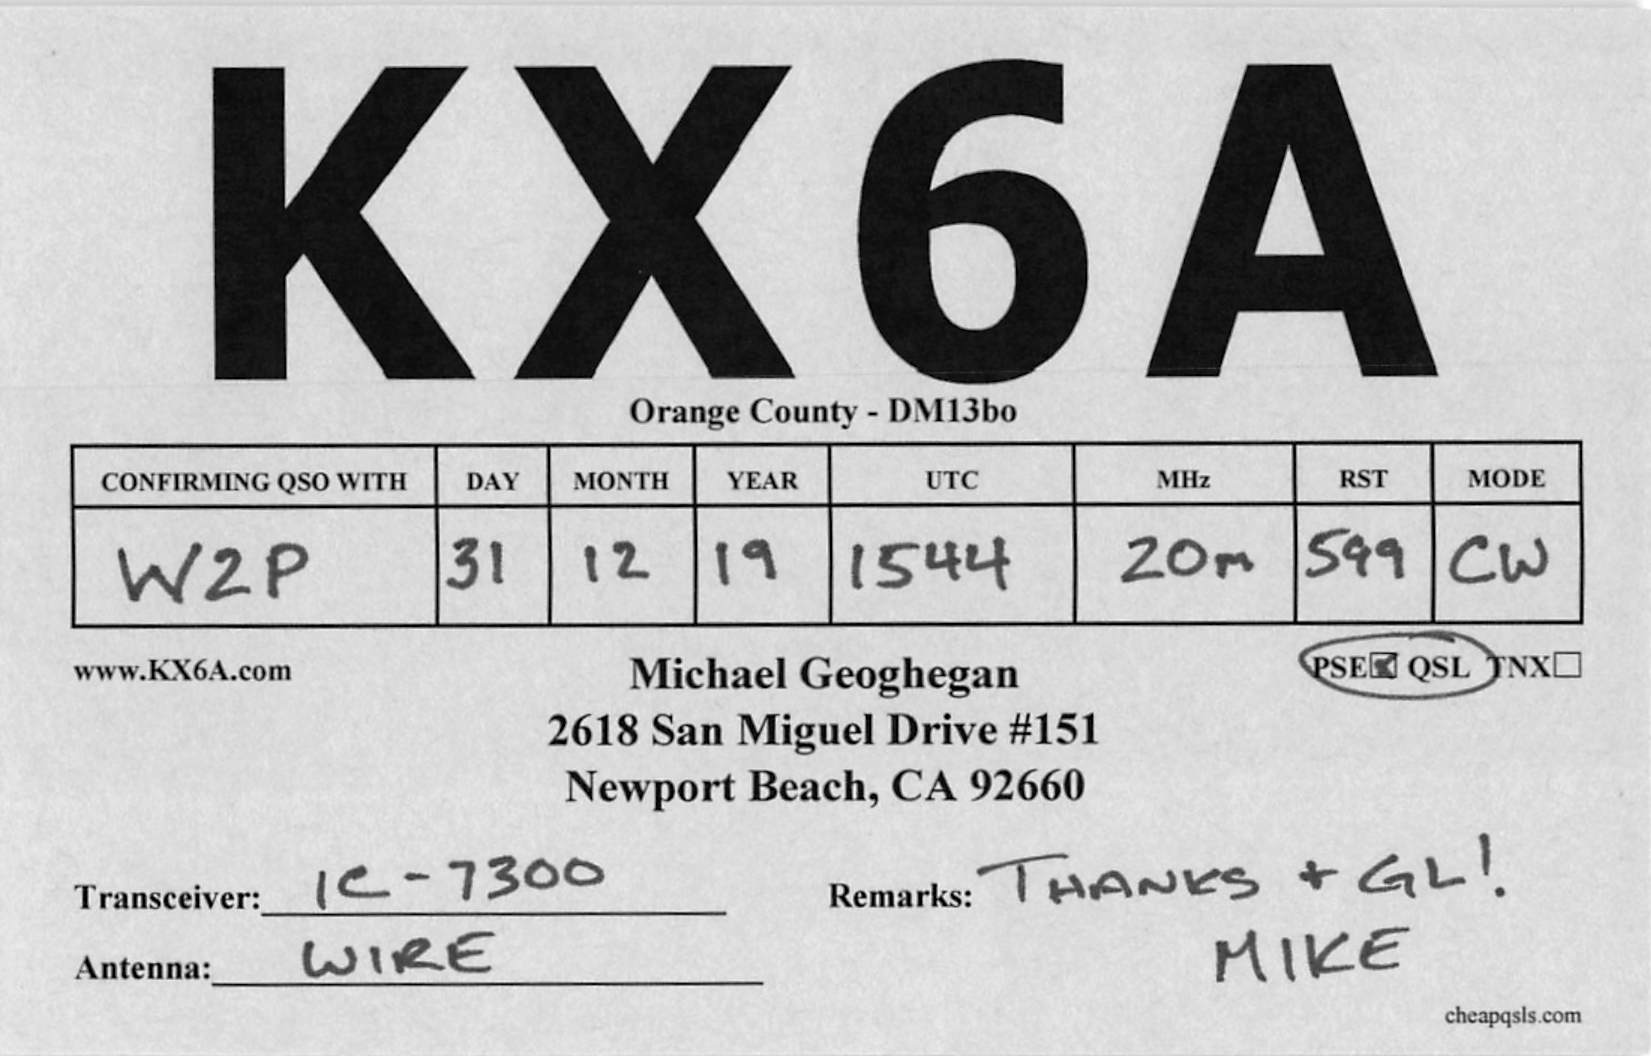 KX6A
Orange County - DM13bo
CONFIRMING QSO WITH DAY MONTH YEAR UTC MHz RST MODE
W2P 31 12 19 1544 20m 599 CW
www.KX6A.com
PSE QSL TNX
Michael Geoghegan
2618 San Miguel Drive #151
Newport Beach, CA 92660
Transceiver: IC-7300
Antenna: WIRE
Remarks: THANKS + GL!
MIKE
cheapqsls.com